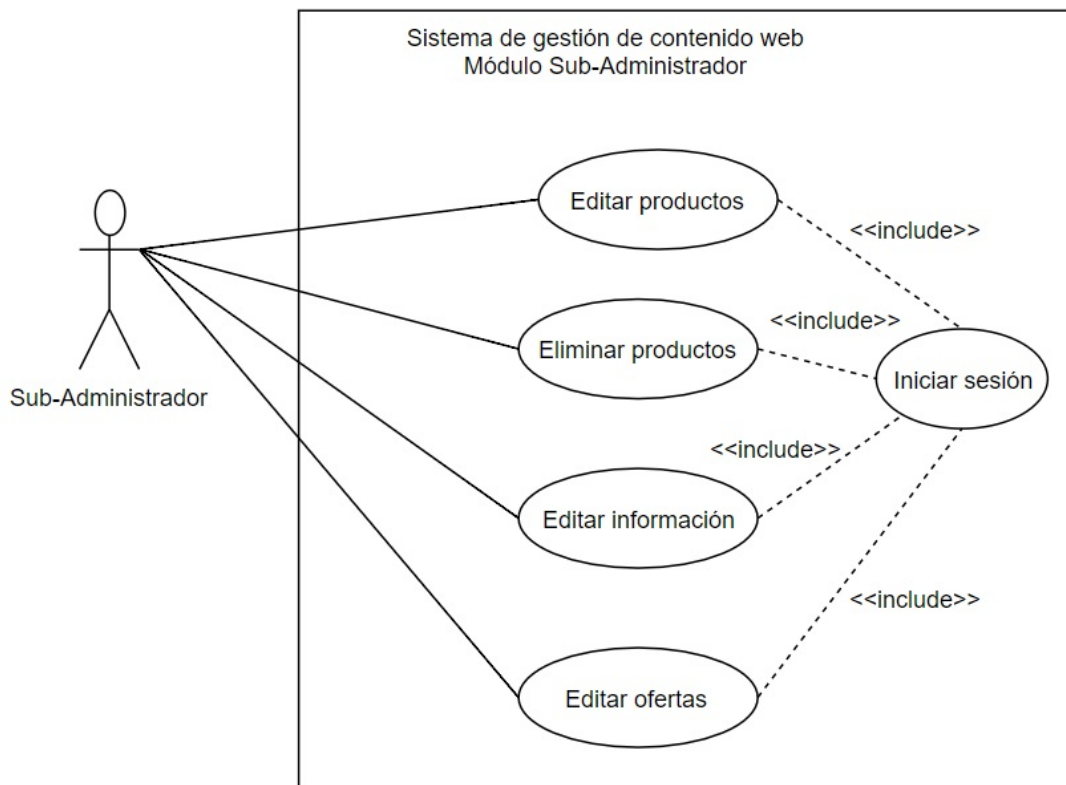 Sistema de gestión de contenido web
Módulo Sub-Administrador
Editar productos
<<include>>
<<include>>
Eliminar productos
Iniciar sesión
Sub-Administrador
<<include>>
Editar información
<<include>>
Editar ofertas